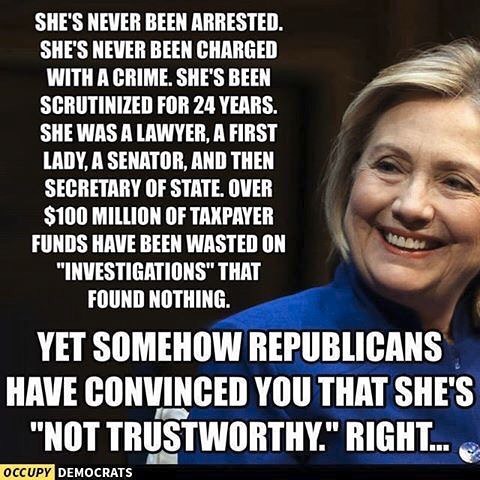 SHE'S NEVER BEEN ARRESTED.
SHE'S NEVER BEEN CHARGED
WITH A CRIME. SHE'S BEEN
SCRUTINIZED FOR 24 YEARS.
SHE WAS A LAWYER, A FIRST
LADY, A SENATOR, AND THEN
SECRETARY OF STATE. OVER
$100 MILLION OF TAXPAYER
FUNDS HAVE BEEN WASTED ON
"INVESTIGATIONS" THAT
FOUND NOTHING.
YET SOMEHOW REPUBLICANS
HAVE CONVINCED YOU THAT SHE'S
"NOT TRUSTWORTHY." RIGHT...
OCCUPY DEMOCRATS